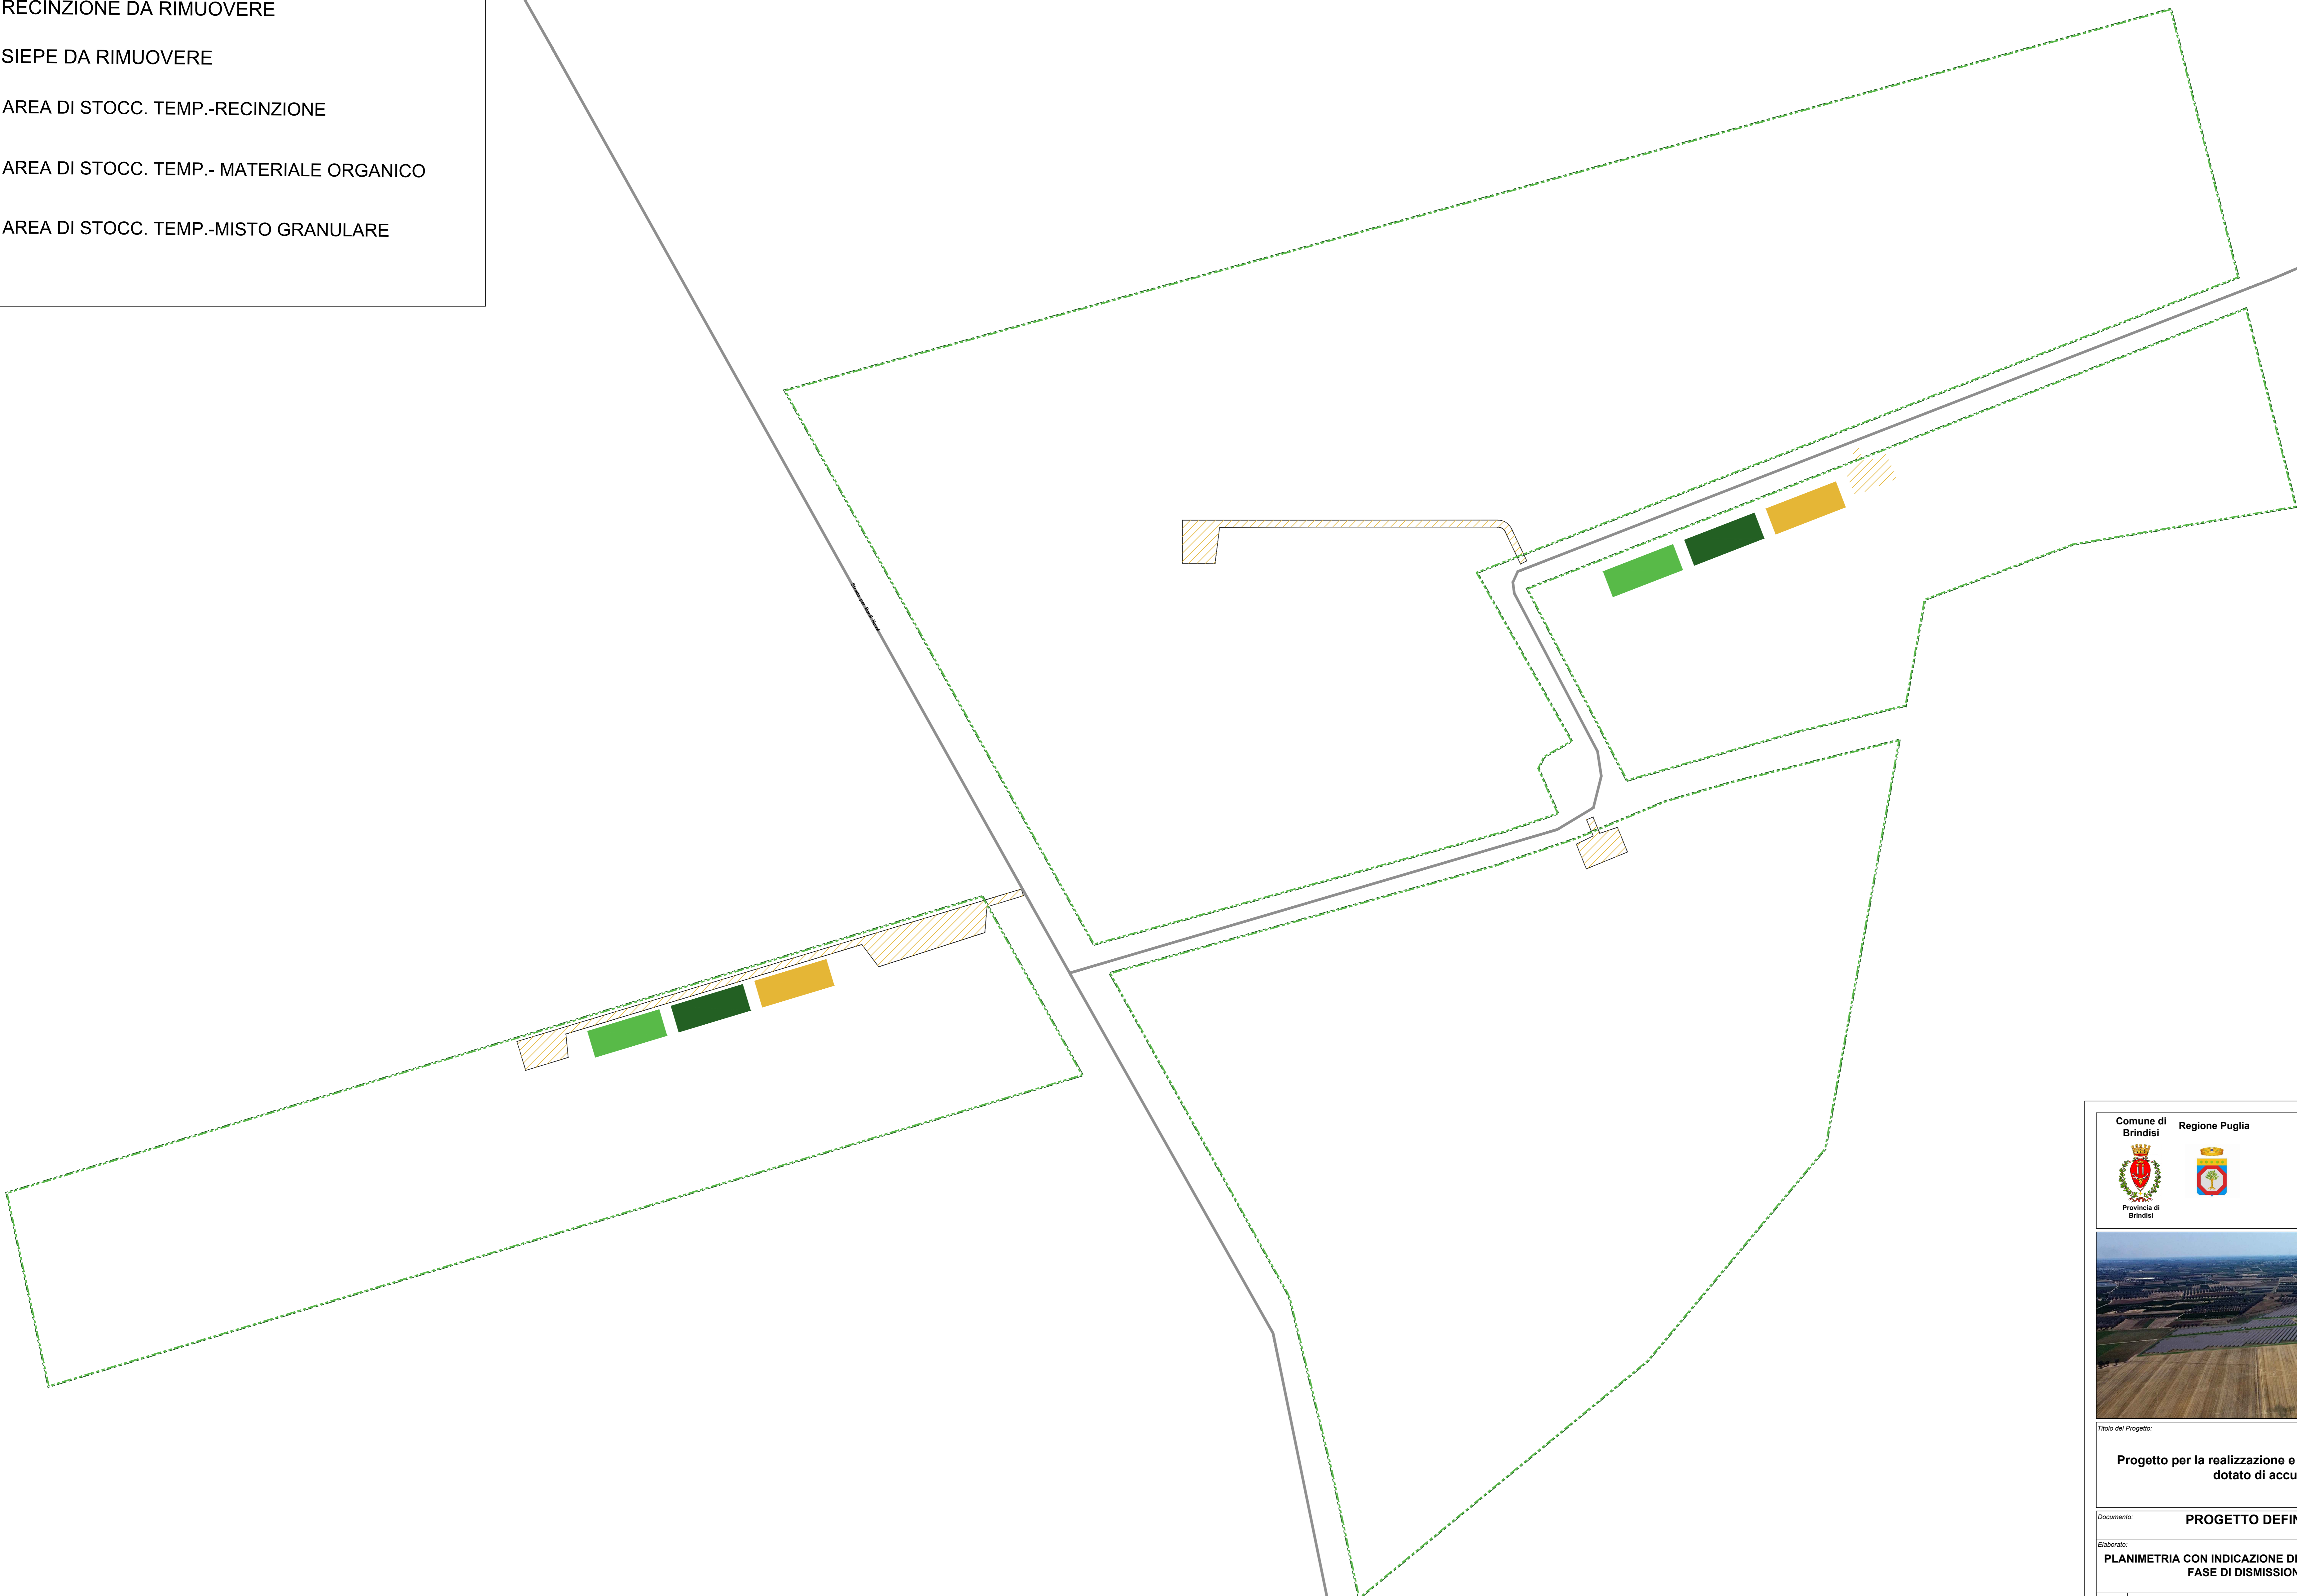 RECINZIONE DA RIMUOVERE
SIEPE DA RIMUOVERE
AREA DI STOCC. TEMP.-RECINZIONE
AREA DI STOCC. TEMP.- MATERIALE ORGANICO
AREA DI STOCC. TEMP.-MISTO GRANULARE
Comune di
Brindisi
Regione Puglia
Provincia di
Brindisi
Titolo del Progetto:
Progetto per la realizzazione e
dotato di accu
Documento:
PROGETTO DEFIN
Elaborato:
PLANIMETRIA CON INDICAZIONE DI
FASE DI DISMISSION